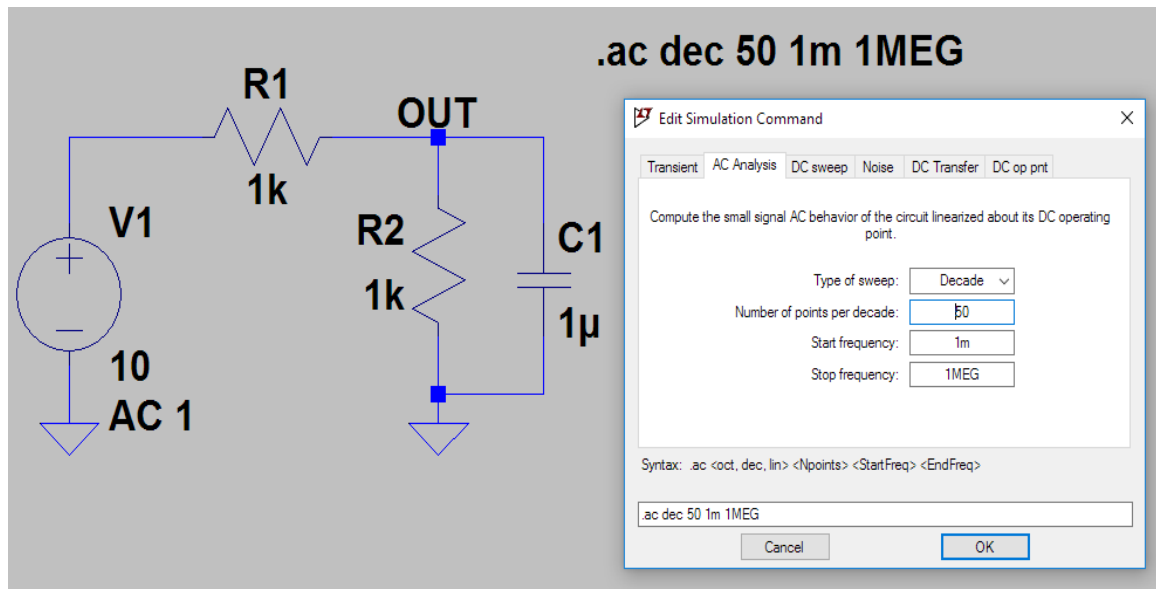 .ac dec 50 1m 1MEG
R1
OUT
1k
V1
R2
C1
1k
1µ
10
AC 1
Edit Simulation Command
Transient AC Analysis DC sweep Noise DC Transfer DC op pnt
Compute the small signal AC behavior of the circuit linearized about its DC operating
point.
Type of sweep: Decade
Number of points per decade: 50
Start frequency: 1m
Stop frequency: 1MEG
Syntax: .ac <oct, dec, lin> <Npoints> <StartFreq> <EndFreq>
.ac dec 50 1m 1MEG
Cancel OK